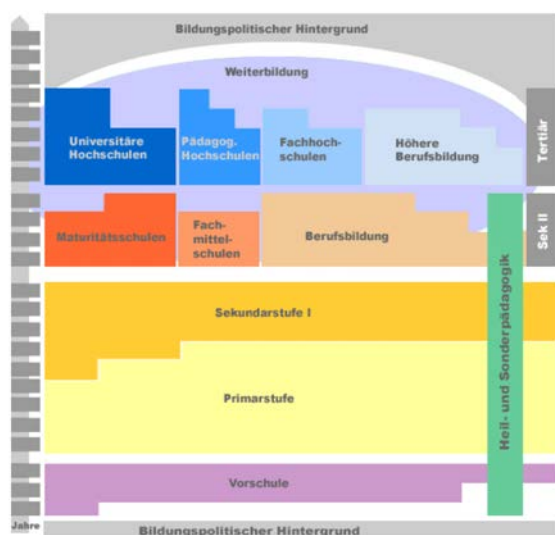 Bildungspolitischer Hintergrund
Weiterbildung
Universitäre
Hochschulen
Pädagog.
Hochschulen
Fachhoch-
schulen
Höhere
Berufsbildung
Tertiär
Maturitätsschulen
Fach-
mittel-
schulen
Berufsbildung
Sek II
Sekundarstufe I
Primarstufe
Heil- und Sonderpädagogik
Vorschule
Jahre
Bildungspolitischer Hintergrund